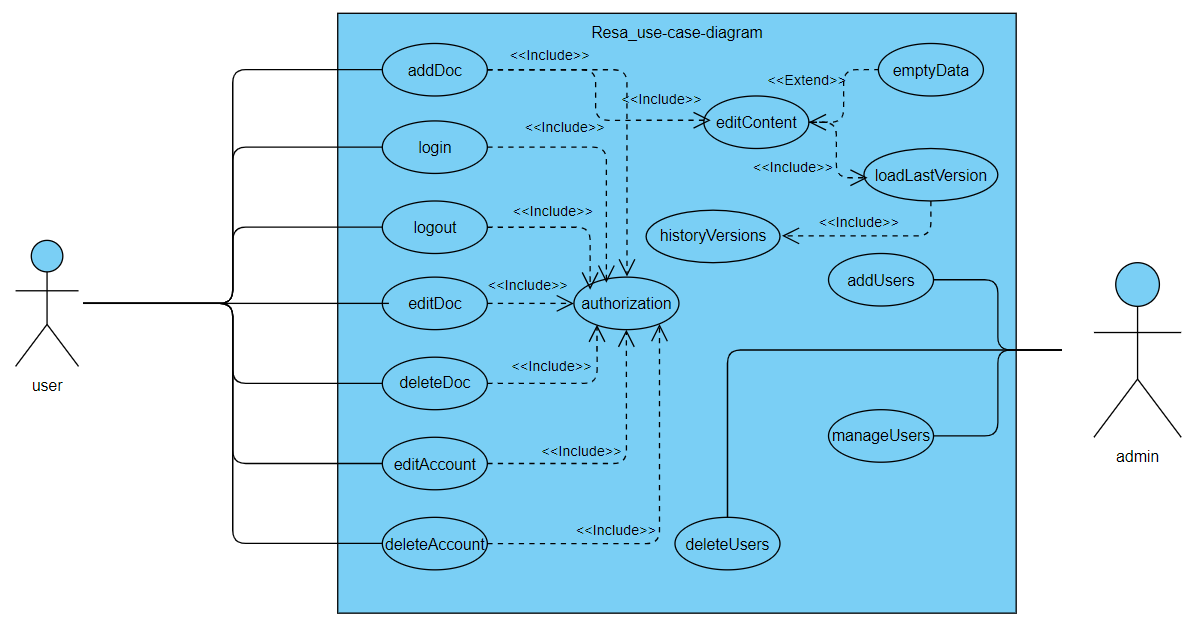 Resa_use-case-diagram
addDoc
<<Include>>
<<Include>>
<<Extend>>
emptyData
editContent
login
<<Include>>
<<Include>>
loadLastVersion
logout
<<Include>>
historyVersions
<<Include>>
addUsers
editDoc
<<Include>>
authorization
deleteDoc
<<Include>>
user
editAccount
<<Include>>
manageUsers
admin
deleteAccount
<<Include>>
deleteUsers